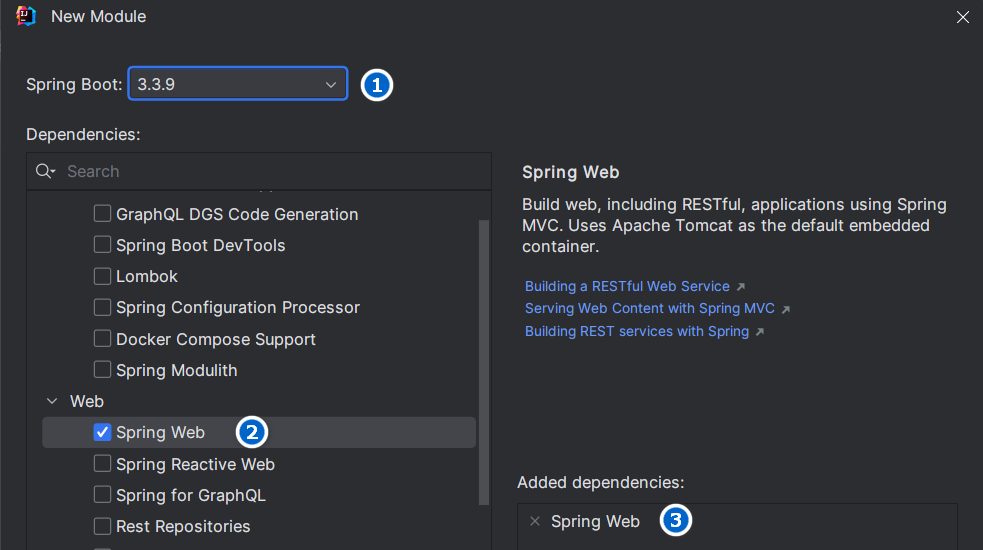 New Module
Spring Boot: 3.3.9
1
Dependencies:
Search
GraphQL DGS Code Generation
Spring Boot DevTools
Lombok
Spring Configuration Processor
Docker Compose Support
Spring Modulith
Web
Spring Web
2
Spring Reactive Web
Spring for GraphQL
Rest Repositories
Spring Web
Build web, including RESTful, applications using Spring
MVC. Uses Apache Tomcat as the default embedded
container.
Building a RESTful Web Service
Serving Web Content with Spring MVC
Building REST services with Spring
Added dependencies:
Spring Web
3